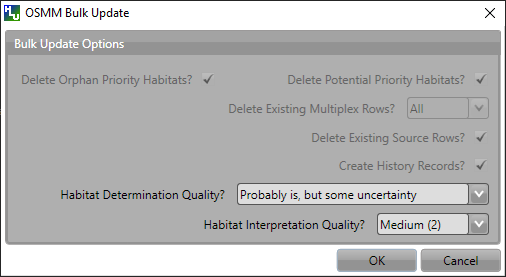 OSMM Bulk Update
Bulk Update Options
Delete Orphan Priority Habitats? Delete Potential Priority Habitats?
Delete Existing Multiplex Rows? All
Delete Existing Source Rows?
Create History Records?
Habitat Determination Quality? Probably is, but some uncertainty
Habitat Interpretation Quality? Medium (2)
OK Cancel